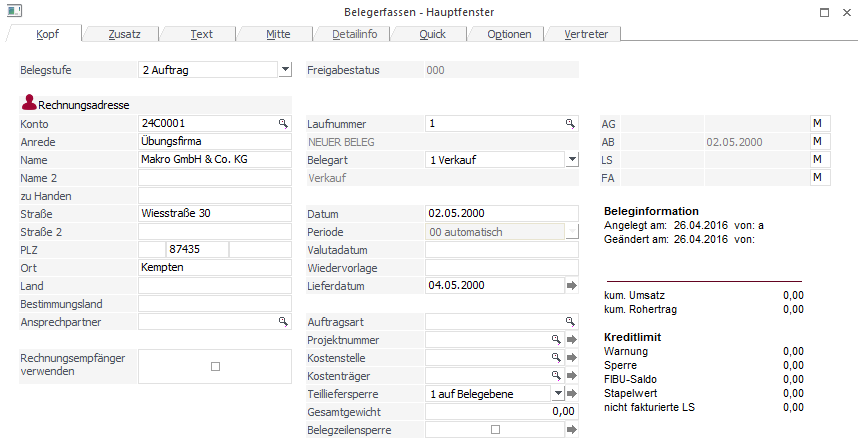 Belegerfassen - Hauptfenster
Kopf
Zusatz
Text
Mitte
Detailinfo
Quick
Optionen
Vertreter
Belegstufe 2 Auftrag
Freigabestatus 000
Rechnungsadresse
Konto 24C0001
Anrede Übungsfirma
Name Makro GmbH & Co. KG
Name 2
zu Handen
Straße Wiesstraße 30
Straße 2
PLZ 87435
Ort Kempten
Land
Bestimmungsland
Ansprechpartner
Rechnungsempfänger
verwenden
Laufnummer 1
NEUER BELEG
Belegart 1 Verkauf
Verkauf
Datum 02.05.2000
Periode 00 automatisch
Valutadatum
Wiedervorlage
Lieferdatum 04.05.2000
Auftragsart
Projektnummer
Kostenstelle
Kostenträger
Teilliefersperre 1 auf Belegebene
Gesamtgewicht 0,00
Belegzeilensperre
AG M
AB 02.05.2000 M
LS M
FA M
Beleginformation
Angelegt am: 26.04.2016 von: a
Geändert am: 26.04.2016 von:
kum. Umsatz 0,00
kum. Rohertrag 0,00
Kreditlimit
Warnung 0,00
Sperre 0,00
FIBU-Saldo 0,00
Stapelwert 0,00
nicht fakturierte LS 0,00